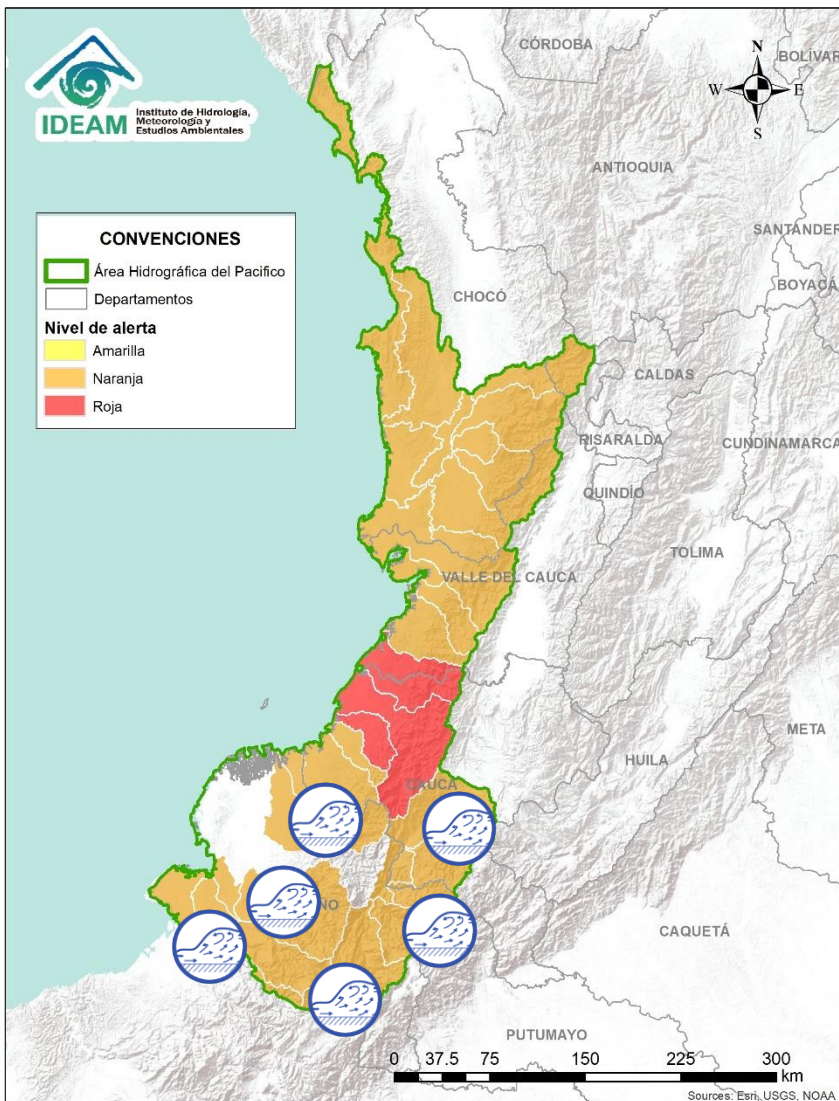 IDEAM
Instituto de Hidrología,
Meteorología y
Estudios Ambientales
N
W
E
S
CÓRDOBA
BOLÍVAR
ANTIOQUIA
SANTANDER
BOYACÁ
CHOCÓ
CONVENCIONES
Área Hidrográfica del Pacifico
Departamentos
Nivel de alerta
Amarilla
Naranja
Roja
CALDAS
RISARALDA
CUNDINAMARCA
QUINDÍO
TOLIMA
VALLE DEL CAUCA
META
HUILA
CAUCA
ÑO
CAQUETÁ
PUTUMAYO
0 37.5 75 150 225 300
km
Sources: Esri, USGS, NOAA